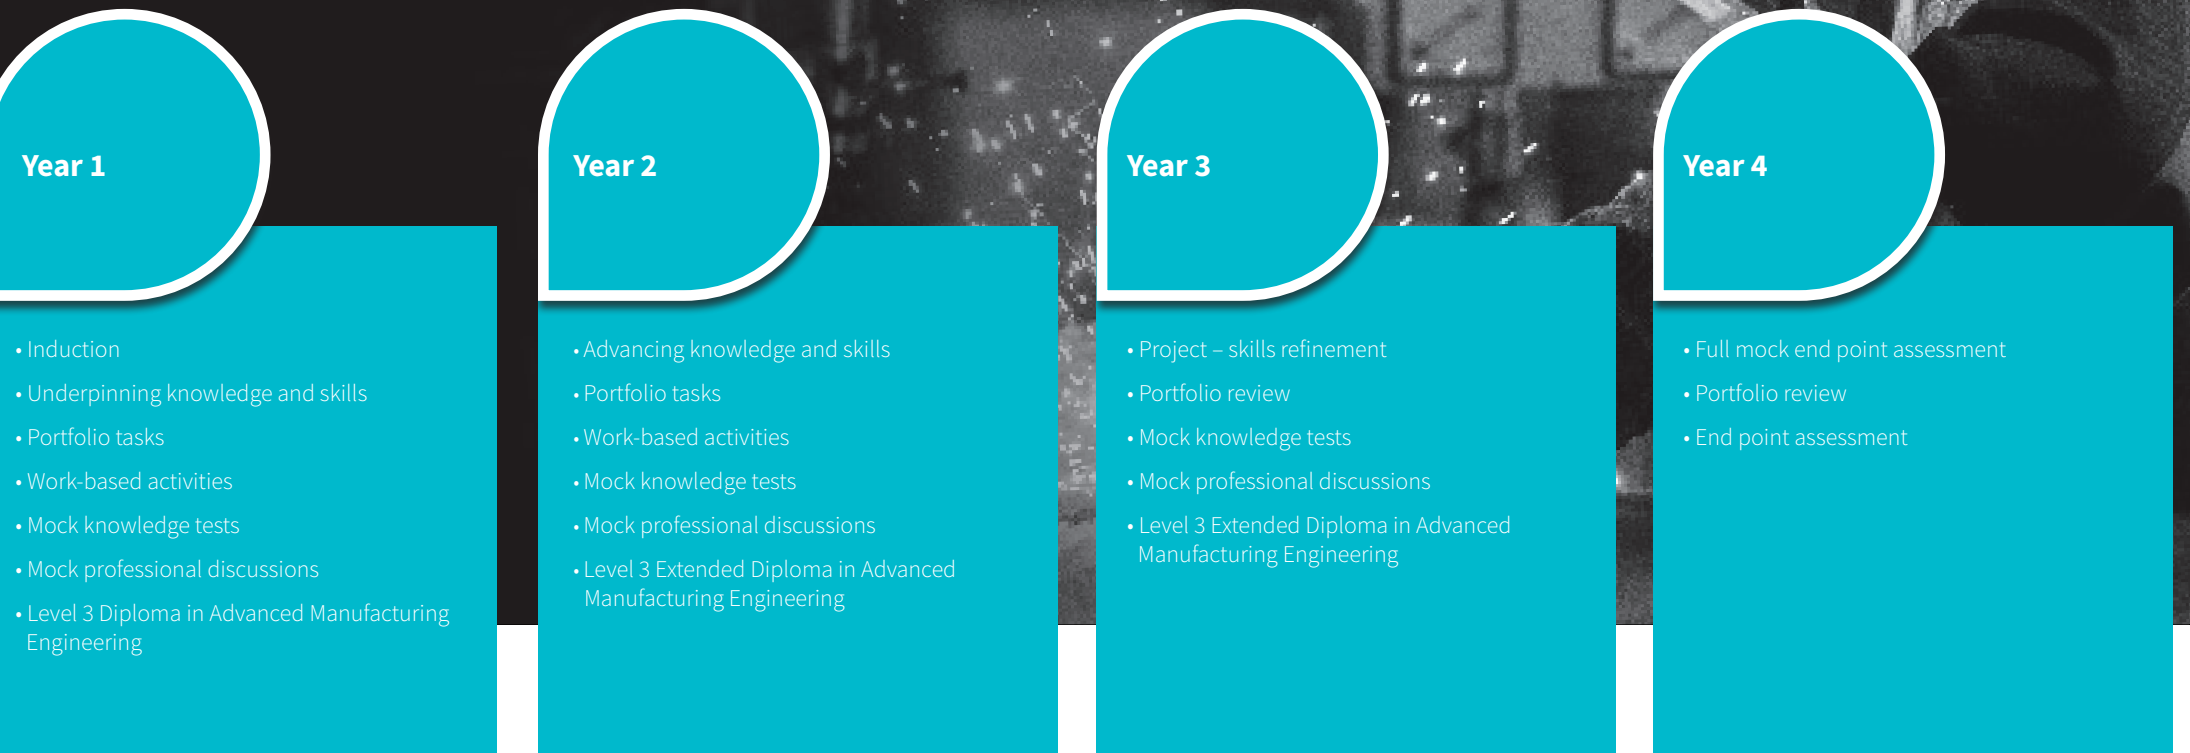 Year 1
• Induction
• Underpinning knowledge and skills
• Portfolio tasks
• Work-based activities
• Mock knowledge tests
• Mock professional discussions
• Level 3 Diploma in Advanced Manufacturing
Engineering
Year 2
• Advancing knowledge and skills
• Portfolio tasks
• Work-based activities
• Mock knowledge tests
• Mock professional discussions
• Level 3 Extended Diploma in Advanced
Manufacturing Engineering
Year 3
• Project – skills refinement
• Portfolio review
• Mock knowledge tests
• Mock professional discussions
• Level 3 Extended Diploma in Advanced
Manufacturing Engineering
Year 4
• Full mock end point assessment
• Portfolio review
• End point assessment